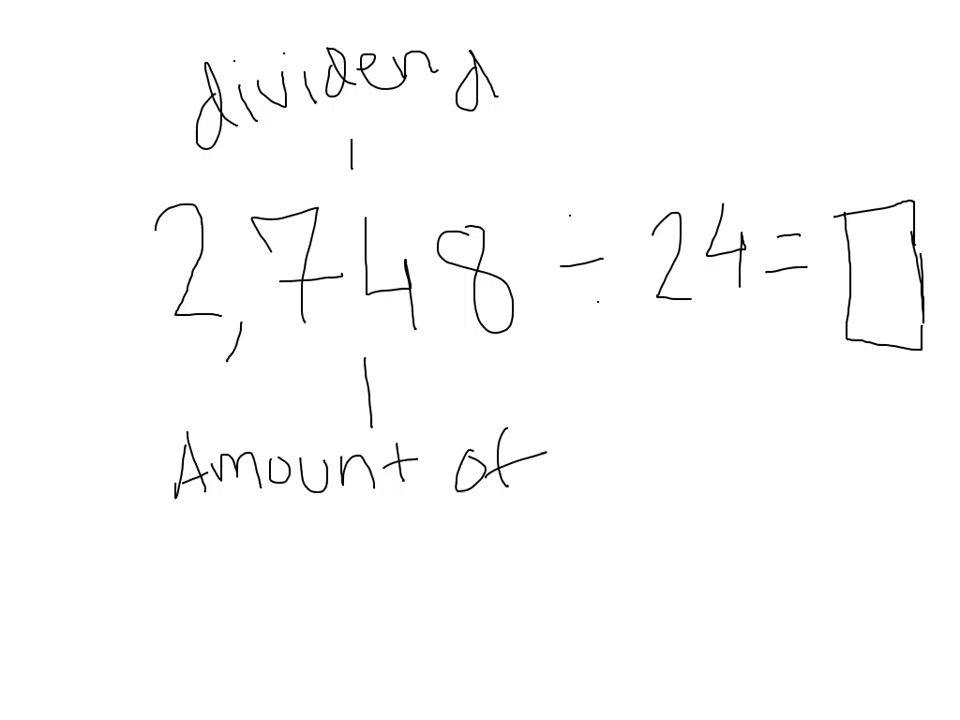 dividend
2,748 ÷ 24 = □
Amount of